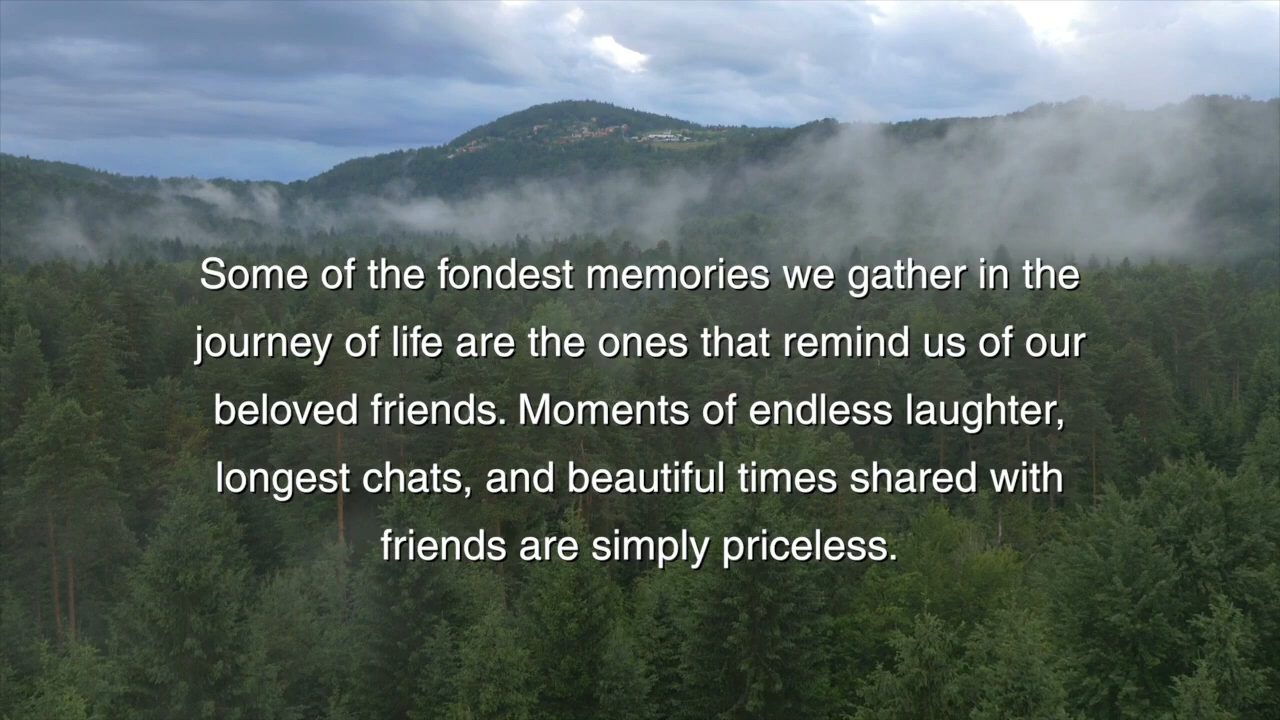 Some of the fondest memories we gather in the
journey of life are the ones that remind us of our
beloved friends. Moments of endless laughter,
longest chats, and beautiful times shared with
friends are simply priceless.